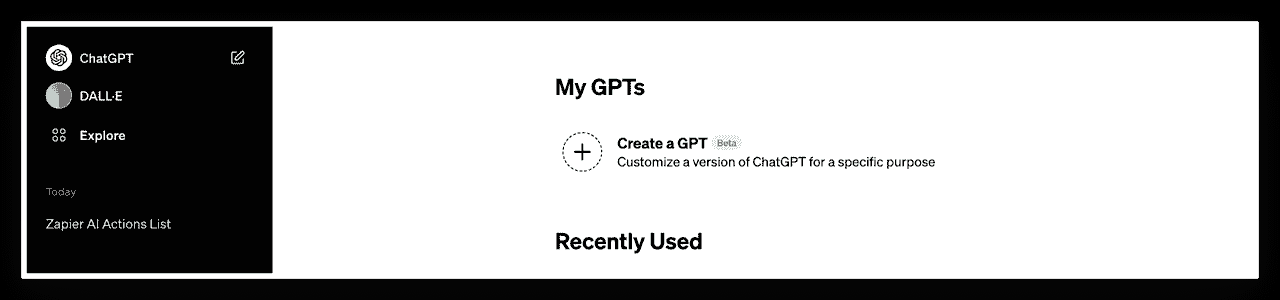 ChatGPT
DALL·E
Explore
Today
Zapier AI Actions List
My GPTs
Create a GPT Beta
Customize a version of ChatGPT for a specific purpose
Recently Used